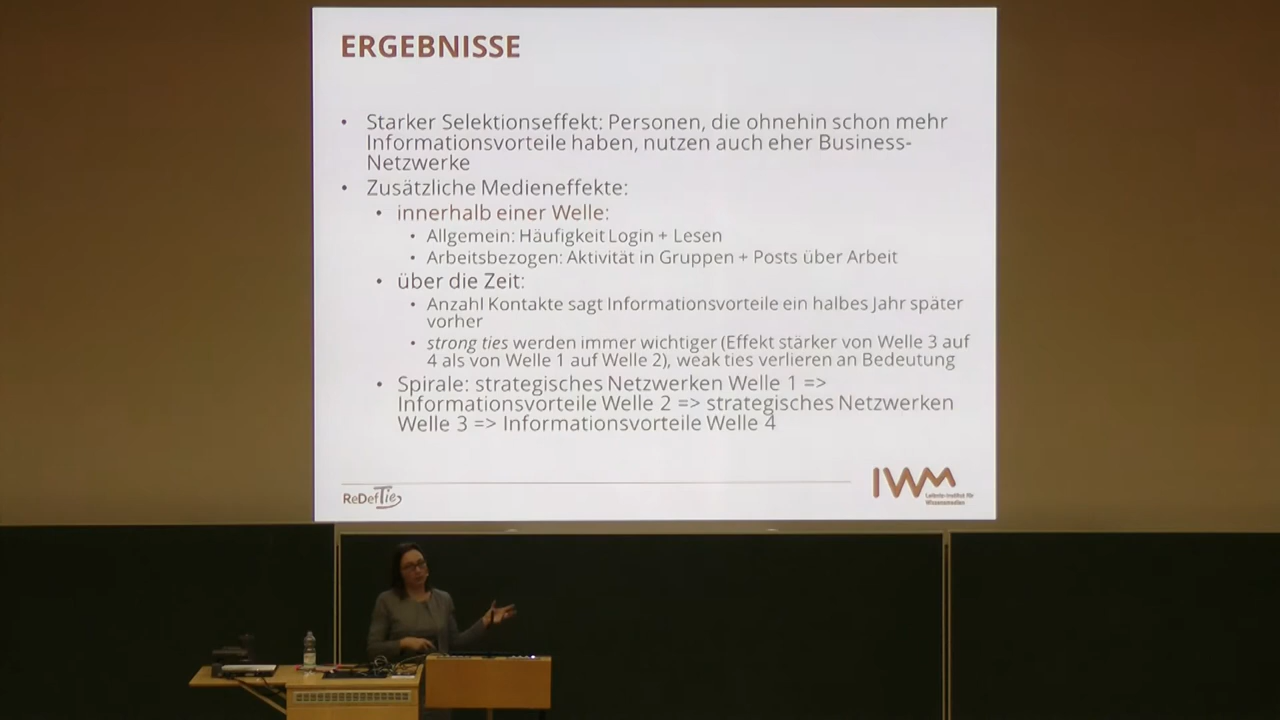 ERGEBNISSE
• Starker Selektionseffekt: Personen, die ohnehin schon mehr
Informationsvorteile haben, nutzen auch eher Business-
Netzwerke
• Zusätzliche Medieneffekte:
• innerhalb einer Welle:
• Allgemein: Häufigkeit Login + Lesen
• Arbeitsbezogen: Aktivität in Gruppen + Posts über Arbeit
• über die Zeit:
• Anzahl Kontakte sagt Informationsvorteile ein halbes Jahr später
vorher
• strong ties werden immer wichtiger (Effekt stärker von Welle 3 auf
4 als von Welle 1 auf Welle 2), weak ties verlieren an Bedeutung
• Spirale: strategisches Netzwerken Welle 1 =>
Informationsvorteile Welle 2 => strategisches Netzwerken
Welle 3 => Informationsvorteile Welle 4
ReDefTie
IWM
Leibniz-Institut für
Wissensmedien